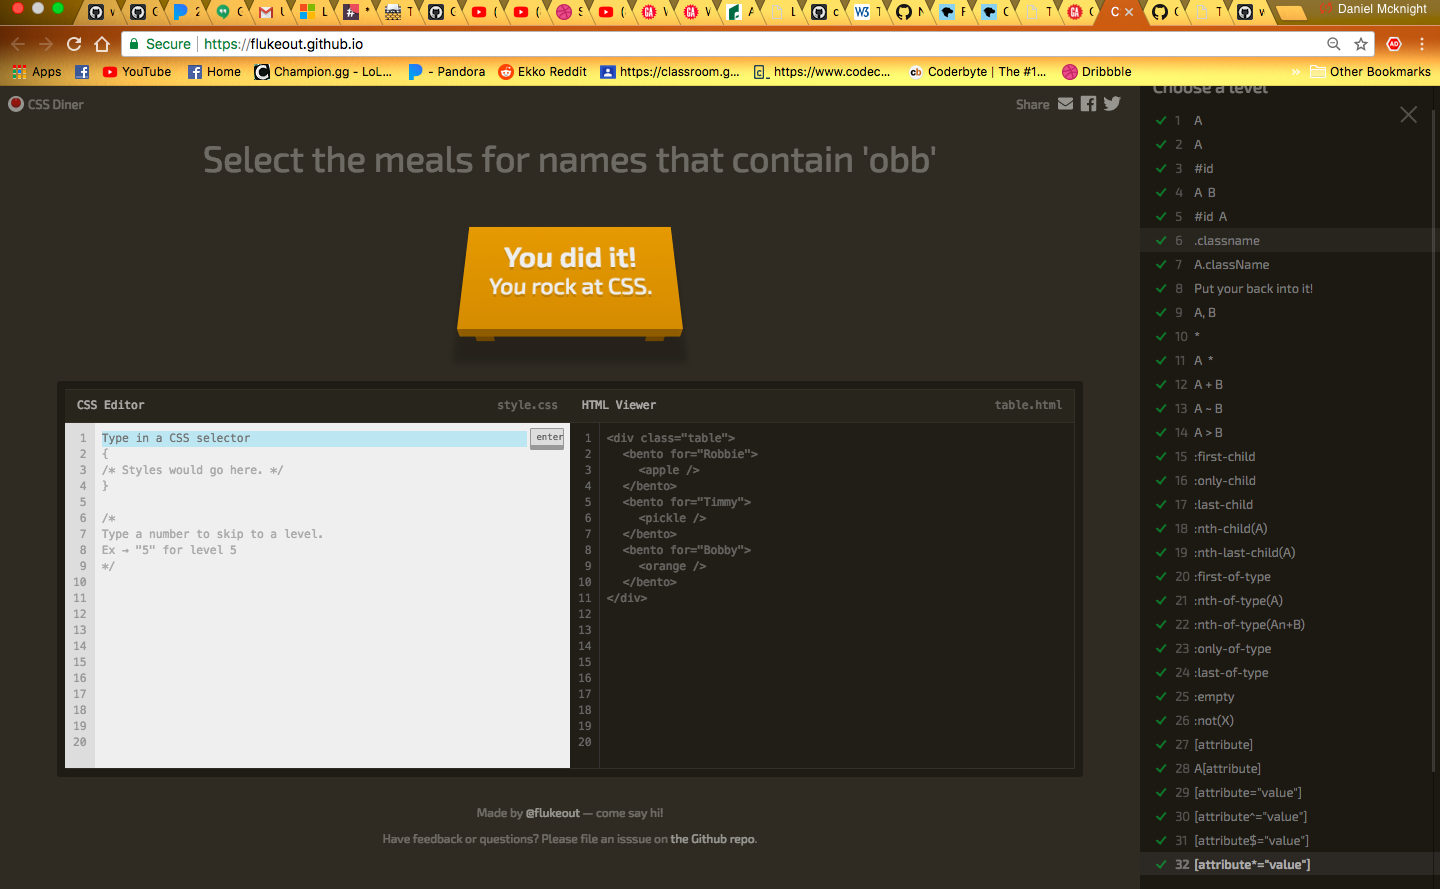 Daniel Mcknight
Secure https://flukeout.github.io
Apps YouTube Home Champion.gg - LoL... - Pandora Ekko Reddit https://classroom.g... https://www.codec... Coderbyte | The #1... Dribbble » Other Bookmarks
CSS Diner
Share
Select the meals for names that contain 'obb'
You did it!
You rock at CSS.
CSS Editor style.css
1 Type in a CSS selector enter
2 {
3 /* Styles would go here. */
4 }
5
6 /*
7 Type a number to skip to a level.
8 Ex → "5" for level 5
9 */
10
11
12
13
14
15
16
17
18
19
20
HTML Viewer table.html
1 <div class="table">
2 <bento for="Robbie">
3 <apple />
4 </bento>
5 <bento for="Timmy">
6 <pickle />
7 </bento>
8 <bento for="Bobby">
9 <orange />
10 </bento>
11 </div>
12
13
14
15
16
17
18
19
20
Made by @flukeout — come say hi!
Have feedback or questions? Please file an isssue on the Github repo.
Choose a level
1 A
2 A
3 #id
4 A B
5 #id A
6 .classname
7 A.className
8 Put your back into it!
9 A, B
10 *
11 A *
12 A + B
13 A ~ B
14 A > B
15 :first-child
16 :only-child
17 :last-child
18 :nth-child(A)
19 :nth-last-child(A)
20 :first-of-type
21 :nth-of-type(A)
22 :nth-of-type(An+B)
23 :only-of-type
24 :last-of-type
25 :empty
26 :not(X)
27 [attribute]
28 A[attribute]
29 [attribute="value"]
30 [attribute^="value"]
31 [attribute$="value"]
32 [attribute*="value"]